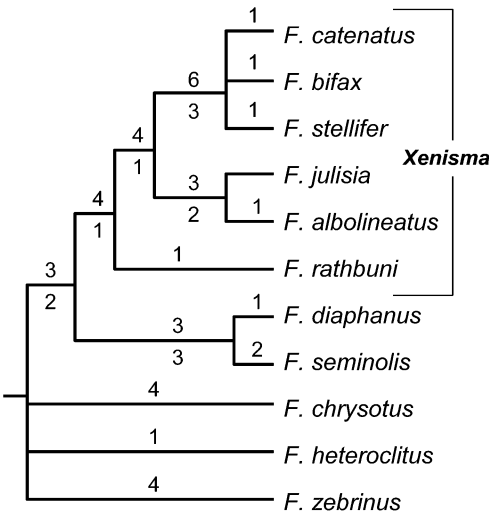 1
F. catenatus
6
1
F. bifax
3
1
F. stellifer
4
Xenisma
1
3
F. julisia
2
1
F. albolineatus
4
1
1
F. rathbuni
3
2
1
F. diaphanus
3
3
2
F. seminolis
4
F. chrysotus
1
F. heteroclitus
4
F. zebrinus